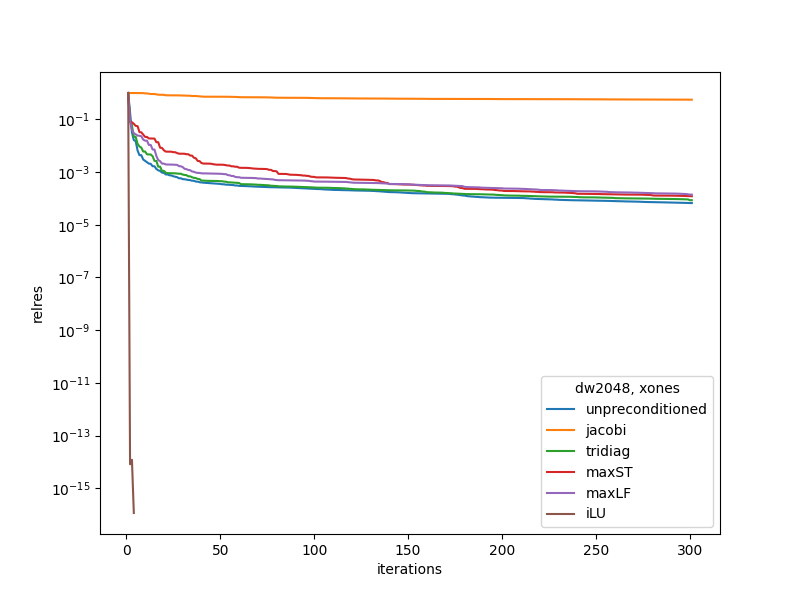 relres
10⁻¹
10⁻³
10⁻⁵
10⁻⁷
10⁻⁹
10⁻¹¹
10⁻¹³
10⁻¹⁵
dw2048, xones
unpreconditioned
jacobi
tridiag
maxST
maxLF
iLU
0 50 100 150 200 250 300
iterations